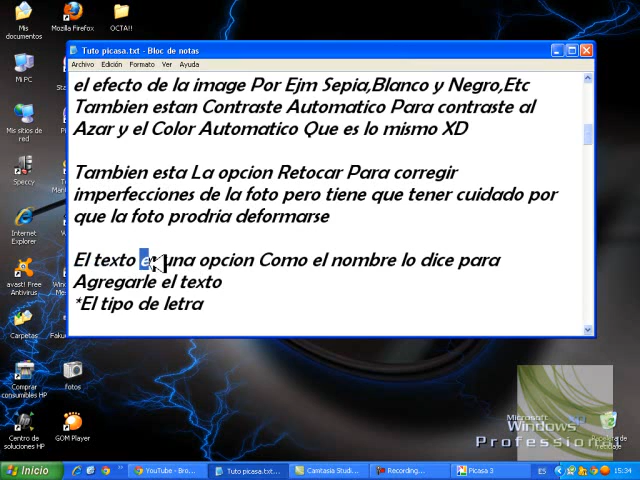 Mis documentos
Mozilla Firefox
OCTA!!
Mi PC
Mis sitios de red
Speccy
Internet Explorer
avast! Free Antivirus
Carpetas
Comprar consumibles HP
fotos
Centro de soluciones HP
GOM Player
Tuto picasa.txt - Bloc de notas
Archivo Edición Formato Ver Ayuda
el efecto de la image Por Ejm Sepia,Blanco y Negro,Etc
Tambien estan Contraste Automatico Para contraste al
Azar y el Color Automatico Que es lo mismo XD
Tambien esta La opcion Retocar Para corregir
imperfecciones de la foto pero tiene que tener cuidado por
que la foto prodria deformarse
El texto es una opcion Como el nombre lo dice para
Agregarle el texto
*El tipo de letra
Microsoft
Windows xp
Professional
Inicio
YouTube - Bro...
Tuto picasa.txt...
Camtasia Studi...
Recording...
Picasa 3
ES
15:34